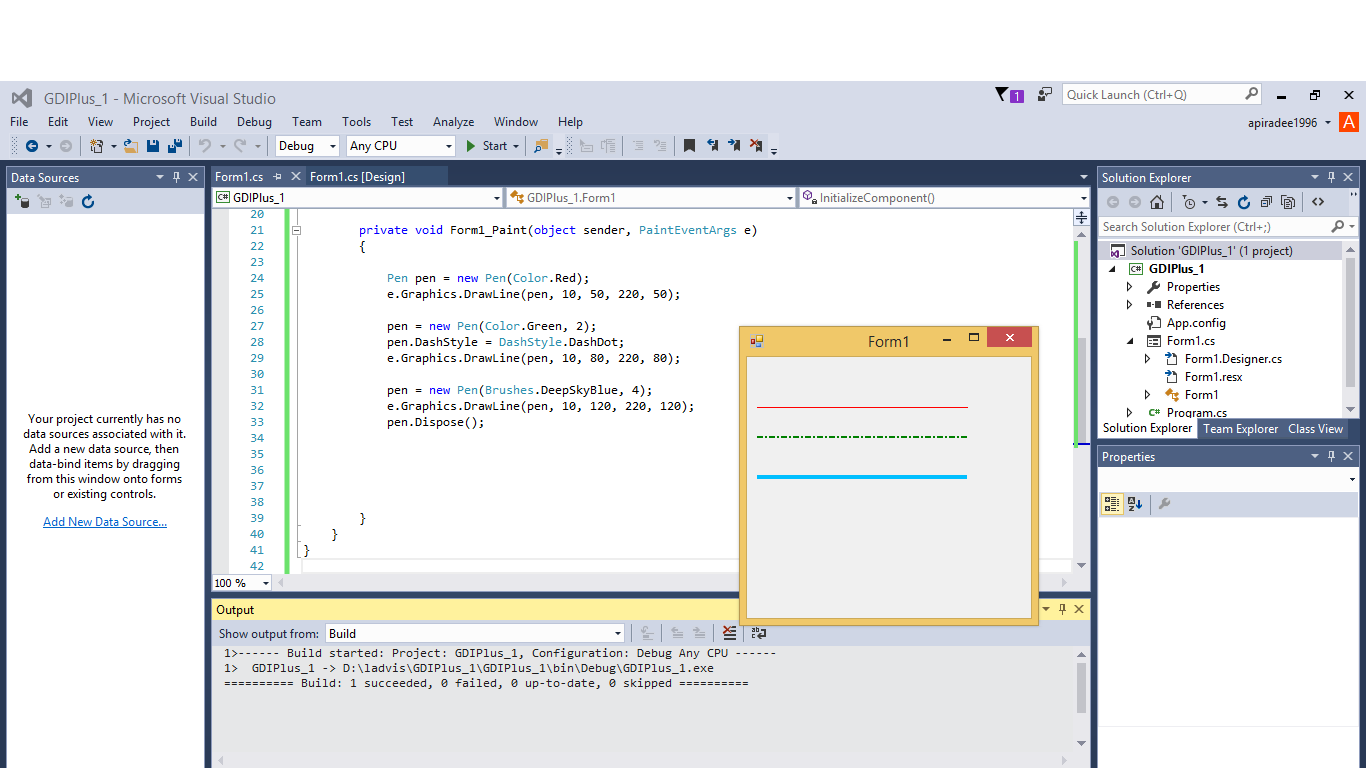 GDIPlus_1 - Microsoft Visual Studio
1
Quick Launch (Ctrl+Q)
File Edit View Project Build Debug Team Tools Test Analyze Window Help
apiradee1996
A
Debug
Any CPU
Start
Data Sources
Your project currently has no
data sources associated with it.
Add a new data source, then
data-bind items by dragging
from this window onto forms
or existing controls.
Add New Data Source...
Form1.cs
Form1.cs [Design]
C# GDIPlus_1
GDIPlus_1.Form1
InitializeComponent()
20
21 private void Form1_Paint(object sender, PaintEventArgs e)
22 {
23
24 Pen pen = new Pen(Color.Red);
25 e.Graphics.DrawLine(pen, 10, 50, 220, 50);
26
27 pen = new Pen(Color.Green, 2);
28 pen.DashStyle = DashStyle.DashDot;
29 e.Graphics.DrawLine(pen, 10, 80, 220, 80);
30
31 pen = new Pen(Brushes.DeepSkyBlue, 4);
32 e.Graphics.DrawLine(pen, 10, 120, 220, 120);
33 pen.Dispose();
34
35
36
37
38
39 }
40 }
41 }
42
100 %
Form1
Output
Show output from: Build
1>------ Build started: Project: GDIPlus_1, Configuration: Debug Any CPU ------
1>  GDIPlus_1 -> D:\ladvis\GDIPlus_1\GDIPlus_1\bin\Debug\GDIPlus_1.exe
========== Build: 1 succeeded, 0 failed, 0 up-to-date, 0 skipped ==========
Solution Explorer
Search Solution Explorer (Ctrl+;)
Solution 'GDIPlus_1' (1 project)
C# GDIPlus_1
Properties
References
App.config
Form1.cs
Form1.Designer.cs
Form1.resx
Form1
C# Program.cs
Solution Explorer Team Explorer Class View
Properties